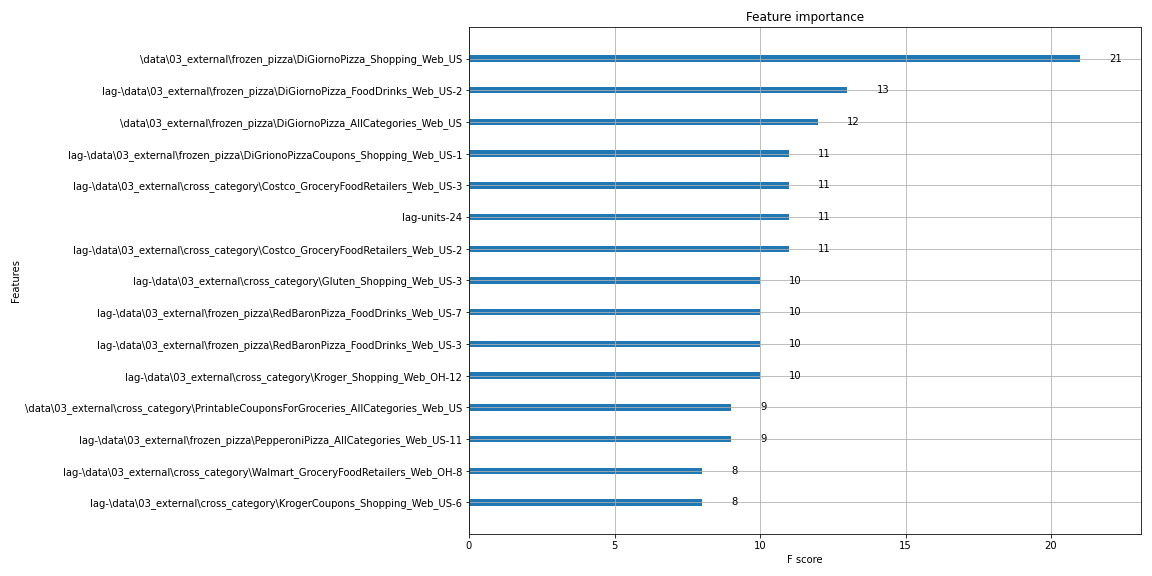 Feature importance
\data\03_external\frozen_pizza\DiGiornoPizza_Shopping_Web_US 21
lag-\data\03_external\frozen_pizza\DiGiornoPizza_FoodDrinks_Web_US-2 13
\data\03_external\frozen_pizza\DiGiornoPizza_AllCategories_Web_US 12
lag-\data\03_external\frozen_pizza\DiGrionoPizzaCoupons_Shopping_Web_US-1 11
lag-\data\03_external\cross_category\Costco_GroceryFoodRetailers_Web_US-3 11
lag-units-24 11
lag-\data\03_external\cross_category\Costco_GroceryFoodRetailers_Web_US-2 11
lag-\data\03_external\cross_category\Gluten_Shopping_Web_US-3 10
lag-\data\03_external\frozen_pizza\RedBaronPizza_FoodDrinks_Web_US-7 10
lag-\data\03_external\frozen_pizza\RedBaronPizza_FoodDrinks_Web_US-3 10
lag-\data\03_external\cross_category\Kroger_Shopping_Web_OH-12 10
\data\03_external\cross_category\PrintableCouponsForGroceries_AllCategories_Web_US 9
lag-\data\03_external\frozen_pizza\PepperoniPizza_AllCategories_Web_US-11 9
lag-\data\03_external\cross_category\Walmart_GroceryFoodRetailers_Web_OH-8 8
lag-\data\03_external\cross_category\KrogerCoupons_Shopping_Web_US-6 8
Features
0 5 10 15 20
F score